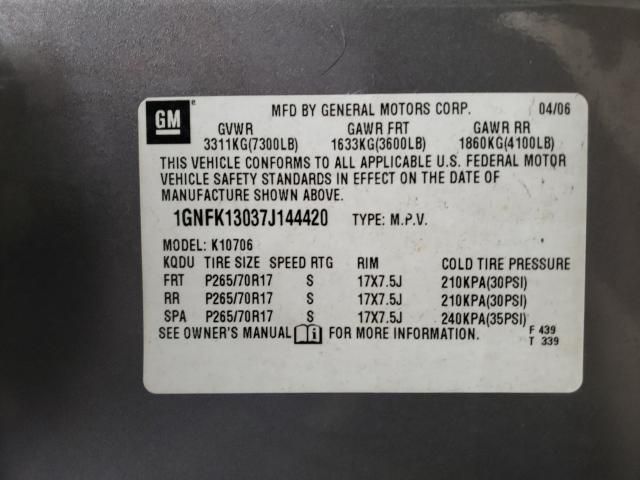 GM ®
MFD BY GENERAL MOTORS CORP. 04/06
GVWR GAWR FRT GAWR RR
3311KG(7300LB) 1633KG(3600LB) 1860KG(4100LB)
THIS VEHICLE CONFORMS TO ALL APPLICABLE U.S. FEDERAL MOTOR
VEHICLE SAFETY STANDARDS IN EFFECT ON THE DATE OF
MANUFACTURE SHOWN ABOVE.
1GNFK13037J144420 TYPE: M.P.V.
MODEL: K10706
KQDU TIRE SIZE SPEED RTG RIM COLD TIRE PRESSURE
FRT P265/70R17 S 17X7.5J 210KPA(30PSI)
RR P265/70R17 S 17X7.5J 210KPA(30PSI)
SPA P265/70R17 S 17X7.5J 240KPA(35PSI)
SEE OWNER'S MANUAL i FOR MORE INFORMATION. F 439
T 339